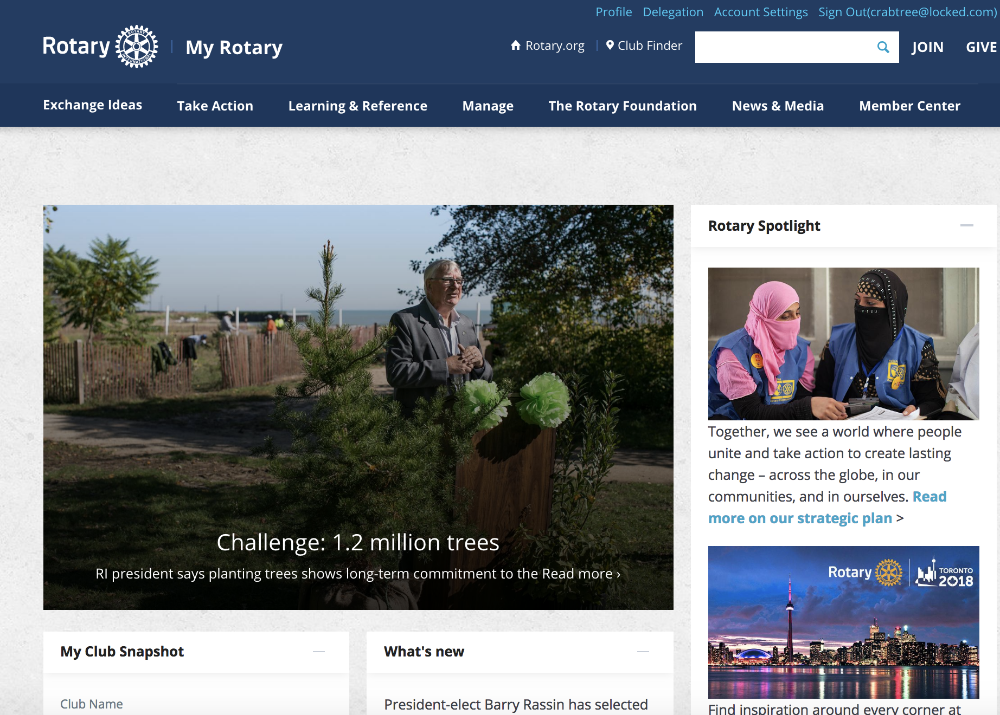 Profile Delegation Account Settings Sign Out(crabtree@locked.com)
Rotary
ROTARY
INTERNATIONAL
My Rotary
Rotary.org
Club Finder
JOIN
GIVE
Exchange Ideas
Take Action
Learning & Reference
Manage
The Rotary Foundation
News & Media
Member Center
Challenge: 1.2 million trees
RI president says planting trees shows long-term commitment to the Read more ›
Rotary Spotlight
Together, we see a world where people
unite and take action to create lasting
change – across the globe, in our
communities, and in ourselves. Read
more on our strategic plan >
Rotary
TORONTO
2018
Find inspiration around every corner at
My Club Snapshot
Club Name
What's new
President-elect Barry Rassin has selected